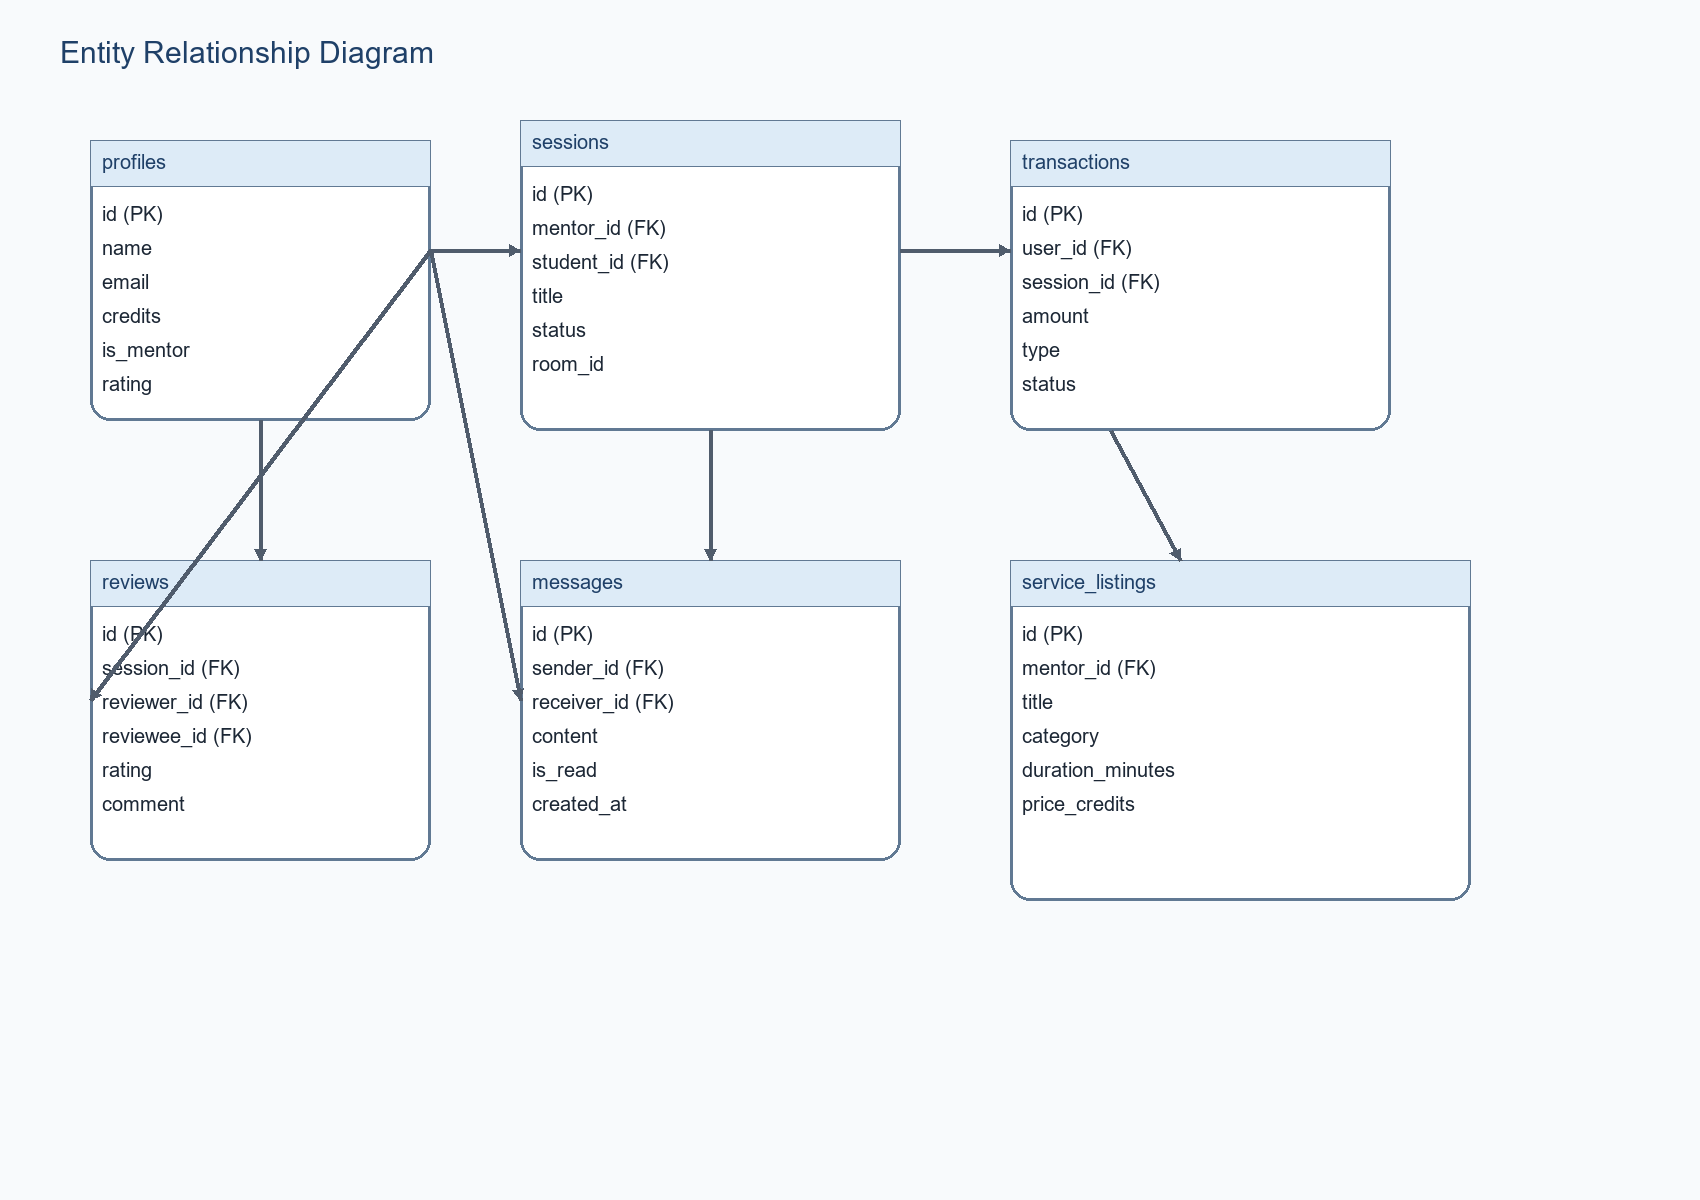 Entity Relationship Diagram
profiles
id (PK)
name
email
credits
is_mentor
rating
sessions
id (PK)
mentor_id (FK)
student_id (FK)
title
status
room_id
transactions
id (PK)
user_id (FK)
session_id (FK)
amount
type
status
reviews
id (PK)
session_id (FK)
reviewer_id (FK)
reviewee_id (FK)
rating
comment
messages
id (PK)
sender_id (FK)
receiver_id (FK)
content
is_read
created_at
service_listings
id (PK)
mentor_id (FK)
title
category
duration_minutes
price_credits